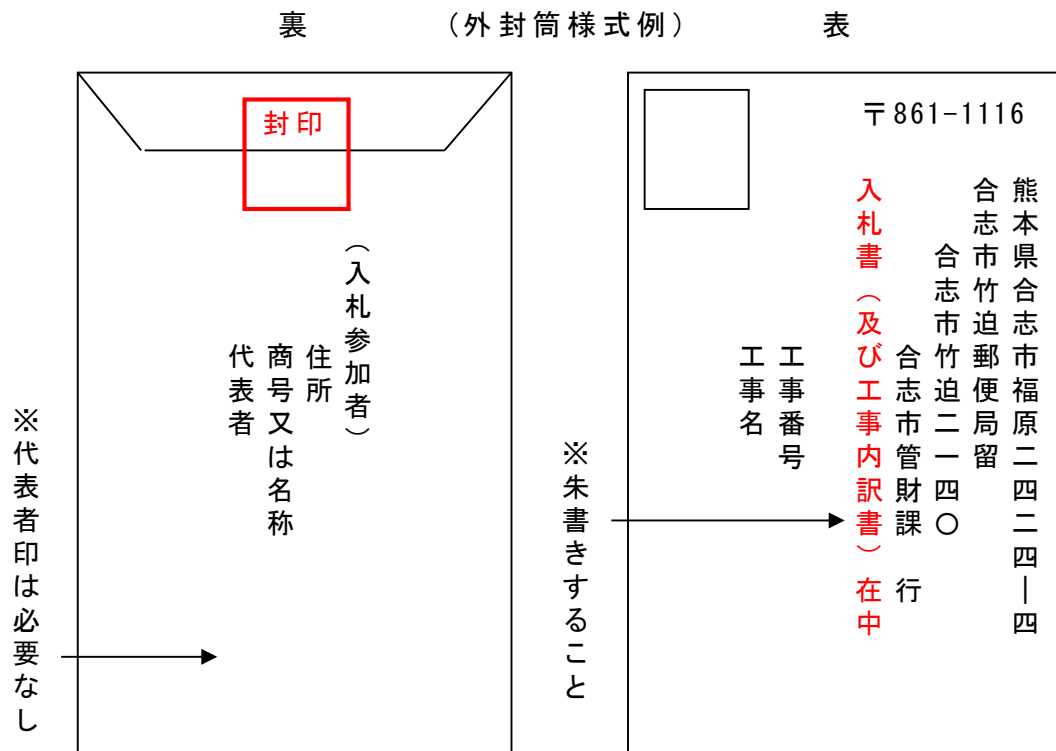 裏 (外封筒様式例) 表
〒861-1116
熊本県合志市福原二四二四―四
合志市竹迫郵便局留
合志市竹迫二一四〇
合志市管財課 行
入札書(及び工事内訳書)在中
工事番号
工事名
※朱書きすること
封印
(入札参加者)
住所
商号又は名称
代表者
※代表者印は必要なし